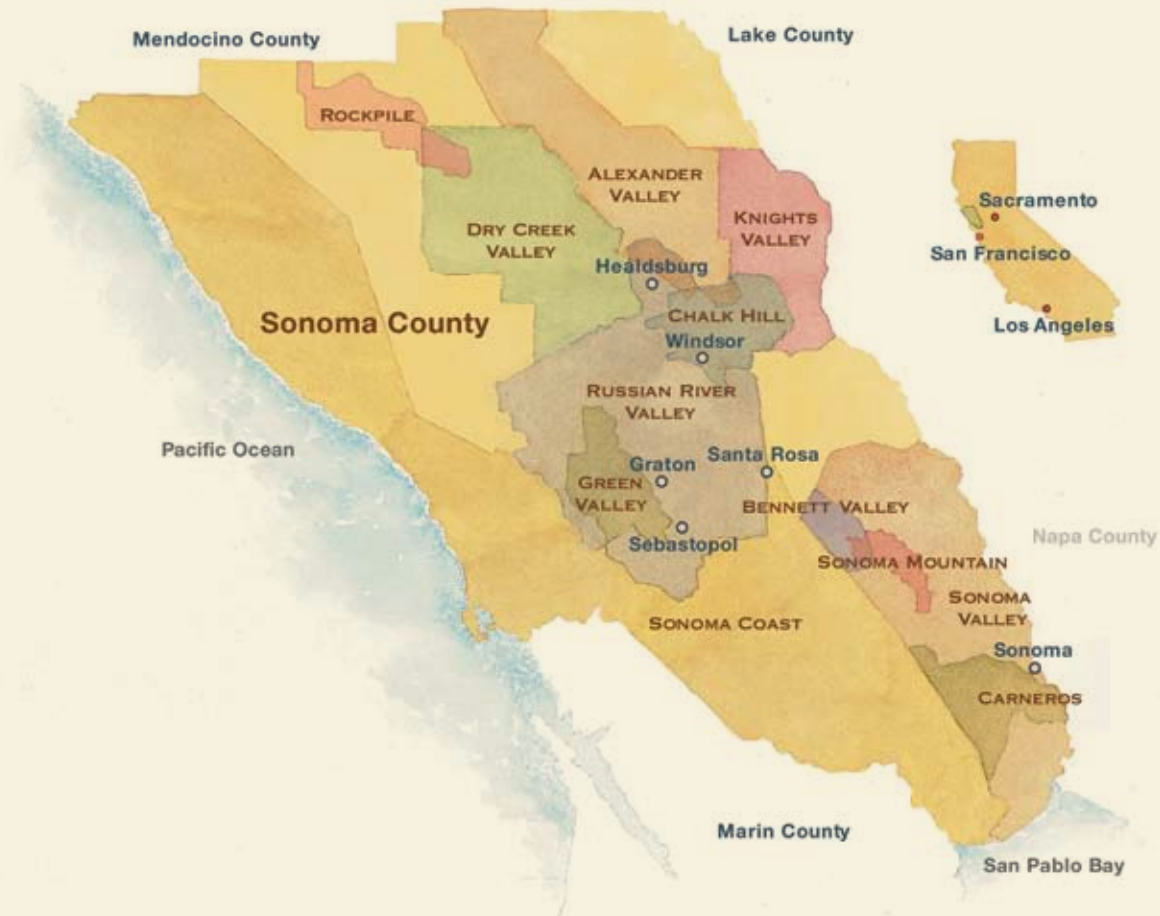 Mendocino County
Lake County
ROCKPILE
ALEXANDER
VALLEY
Sacramento
KNIGHTS
VALLEY
DRY CREEK
VALLEY
San Francisco
Healdsburg
Sonoma County
CHALK HILL
Los Angeles
Windsor
RUSSIAN RIVER
VALLEY
Pacific Ocean
Santa Rosa
Graton
GREEN
VALLEY
BENNETT VALLEY
Napa County
Sebastopol
SONOMA MOUNTAIN
SONOMA
VALLEY
SONOMA COAST
Sonoma
CARNEROS
Marin County
San Pablo Bay